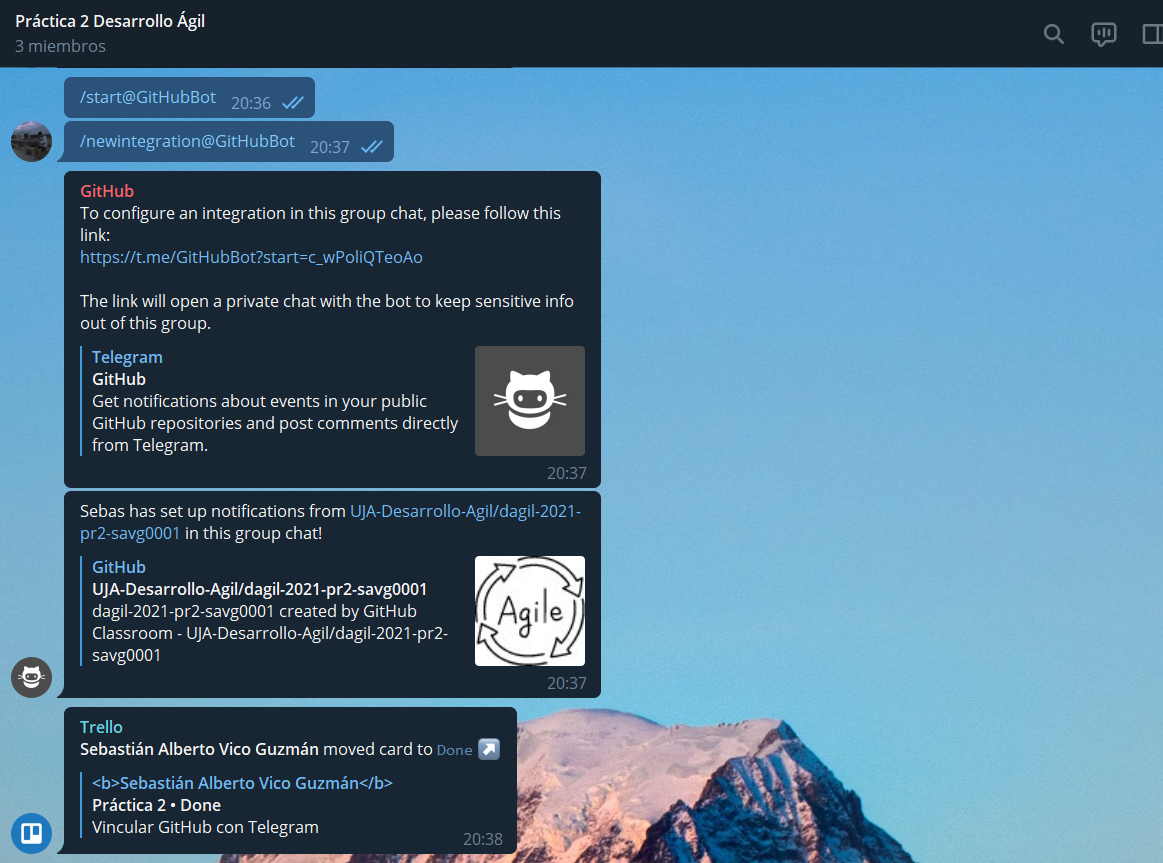 Práctica 2 Desarrollo Ágil
3 miembros
/start@GitHubBot 20:36
/newintegration@GitHubBot 20:37
GitHub
To configure an integration in this group chat, please follow this
link:
https://t.me/GitHubBot?start=c_wPoliQTeoAo
The link will open a private chat with the bot to keep sensitive info
out of this group.
Telegram
GitHub
Get notifications about events in your public
GitHub repositories and post comments directly
from Telegram.
20:37
Sebas has set up notifications from UJA-Desarrollo-Agil/dagil-2021-
pr2-savg0001 in this group chat!
GitHub
UJA-Desarrollo-Agil/dagil-2021-pr2-savg0001
dagil-2021-pr2-savg0001 created by GitHub
Classroom - UJA-Desarrollo-Agil/dagil-2021-pr2-
savg0001
Agile
20:37
Trello
Sebastián Alberto Vico Guzmán moved card to Done
<b>Sebastián Alberto Vico Guzmán</b>
Práctica 2 • Done
Vincular GitHub con Telegram
20:38